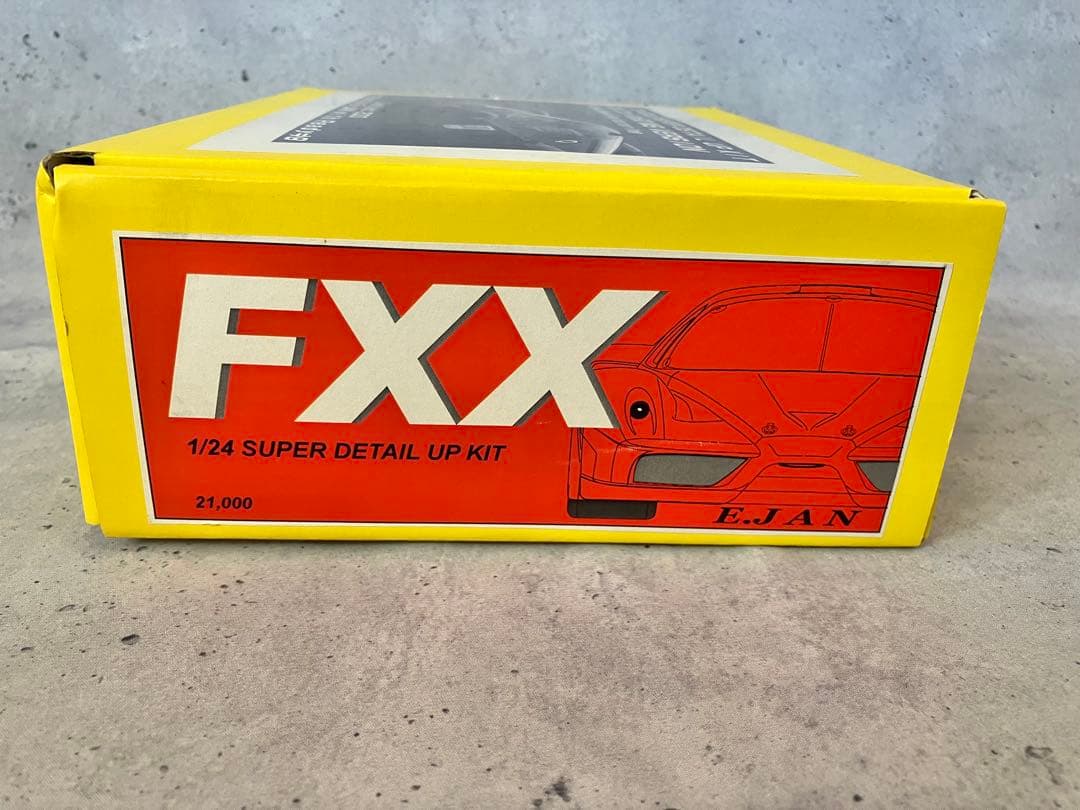 FXX
1/24 SUPER DETAIL UP KIT
21,000
E.JAN